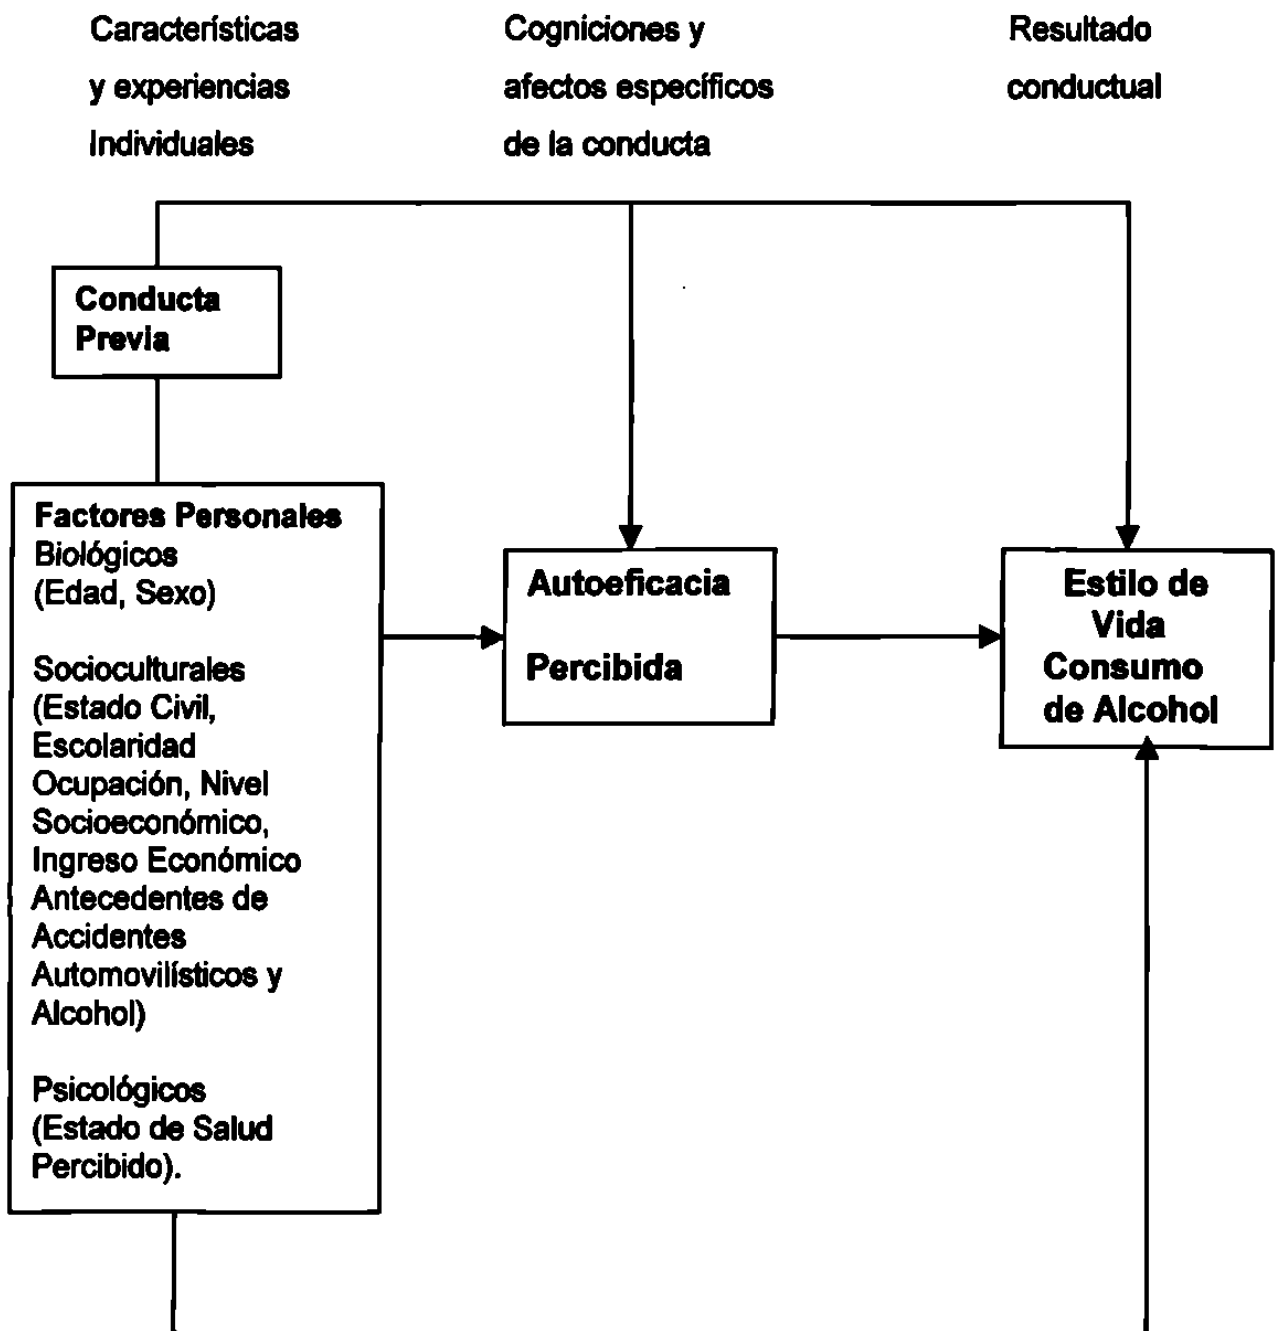 Características
y experiencias
Individuales
Cogniciones y
afectos específicos
de la conducta
Resultado
conductual
Conducta
Previa
Factores Personales
Biológicos
(Edad, Sexo)
Socioculturales
(Estado Civil,
Escolaridad
Ocupación, Nivel
Socioeconómico,
Ingreso Económico
Antecedentes de
Accidentes
Automovilísticos y
Alcohol)
Psicológicos
(Estado de Salud
Percibido).
Autoeficacia
Percibida
Estilo de
Vida
Consumo
de Alcohol